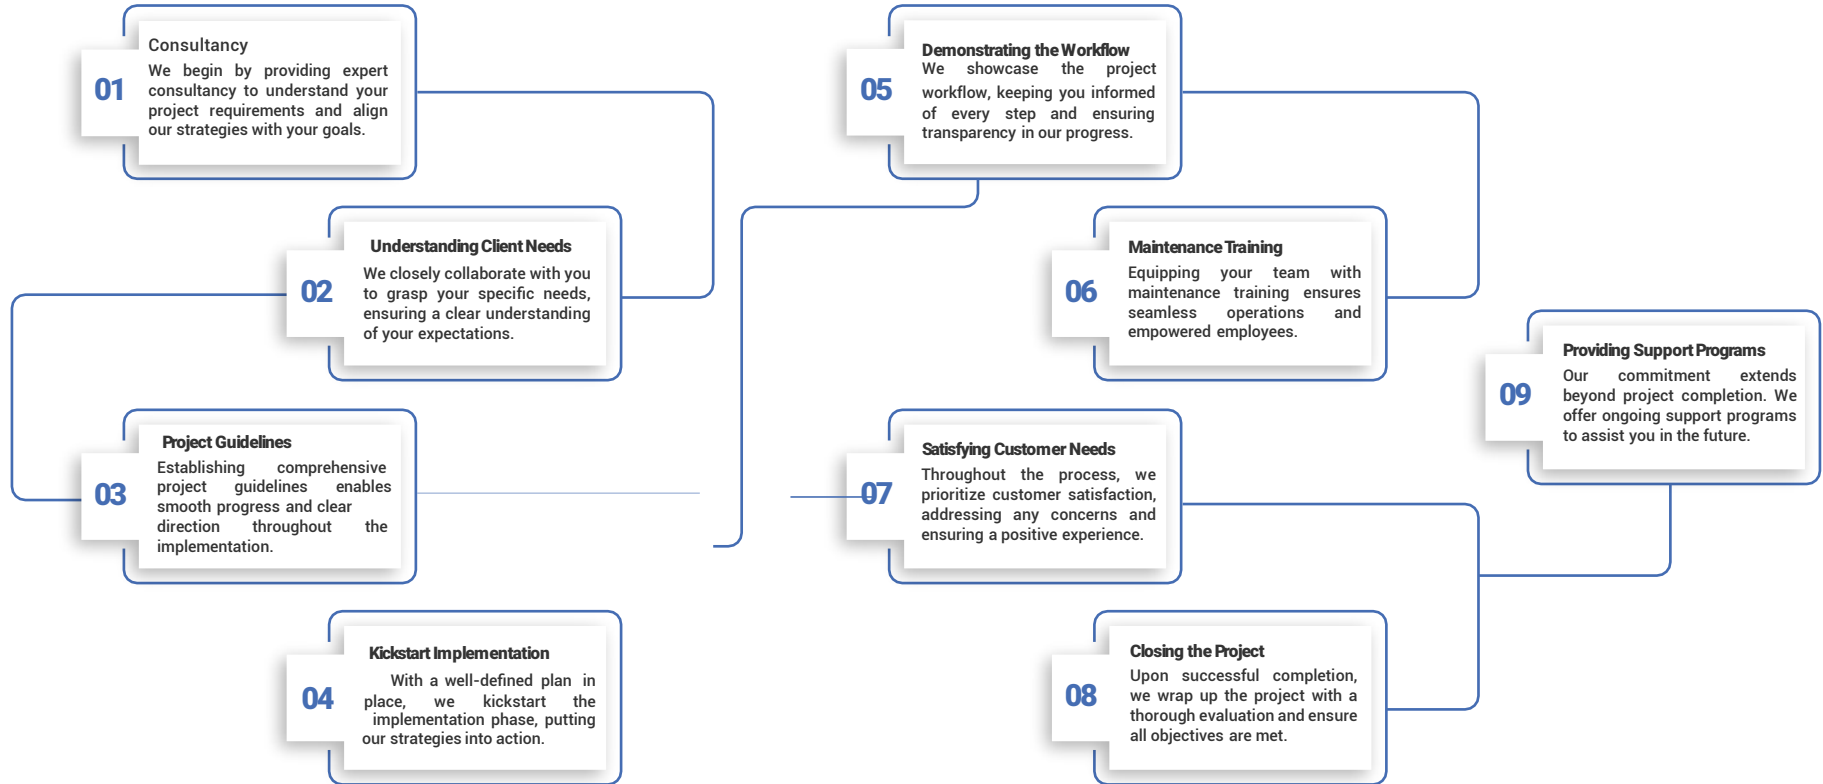 01
Consultancy
We begin by providing expert
consultancy to understand your
project requirements and align
our strategies with your goals.
02
Understanding Client Needs
We closely collaborate with you
to grasp your specific needs,
ensuring a clear understanding
of your expectations.
03
Project Guidelines
Establishing comprehensive
project guidelines enables
smooth progress and clear
direction throughout the
implementation.
04
Kickstart Implementation
With a well-defined plan in
place, we kickstart the
implementation phase, putting
our strategies into action.
05
Demonstrating the Workflow
We showcase the project
workflow, keeping you informed
of every step and ensuring
transparency in our progress.
06
Maintenance Training
Equipping your team with
maintenance training ensures
seamless operations and
empowered employees.
07
Satisfying Customer Needs
Throughout the process, we
prioritize customer satisfaction,
addressing any concerns and
ensuring a positive experience.
08
Closing the Project
Upon successful completion,
we wrap up the project with a
thorough evaluation and ensure
all objectives are met.
09
Providing Support Programs
Our commitment extends
beyond project completion. We
offer ongoing support programs
to assist you in the future.